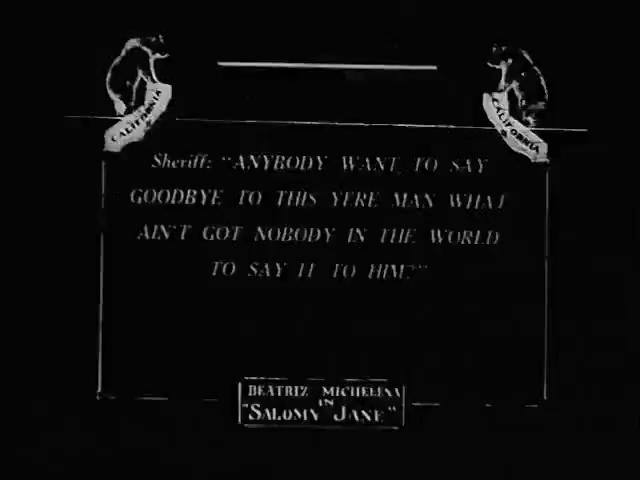 CALIFORNIA
CALIFORNIA
Sheriff: "ANYBODY WANT TO SAY
GOODBYE TO THIS YERE MAN WHAT
AIN'T GOT NOBODY IN THE WORLD
TO SAY IT TO HIM?"
BEATRIZ MICHELENA
IN
"SALOMY JANE"